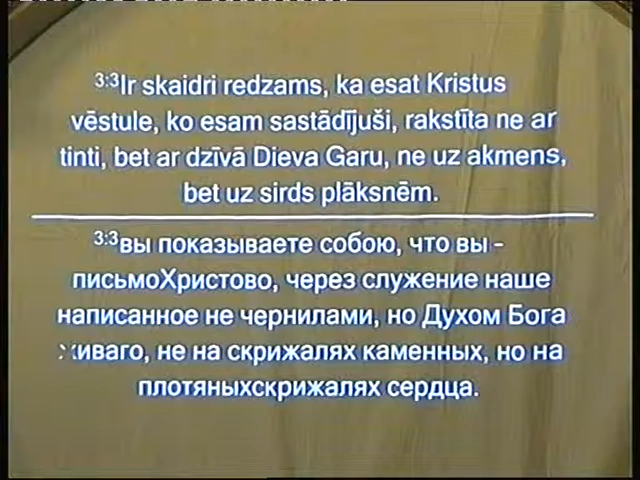 3:3Ir skaidri redzams, ka esat Kristus
vēstule, ko esam sastādījuši, rakstīta ne ar
tinti, bet ar dzīvā Dieva Garu, ne uz akmens,
bet uz sirds plāksnēm.
3:3вы показываете собою, что вы -
письмоХристово, через служение наше
написанное не чернилами, но Духом Бога
живаго, не на скрижалях каменных, но на
плотяныхскрижалях сердца.